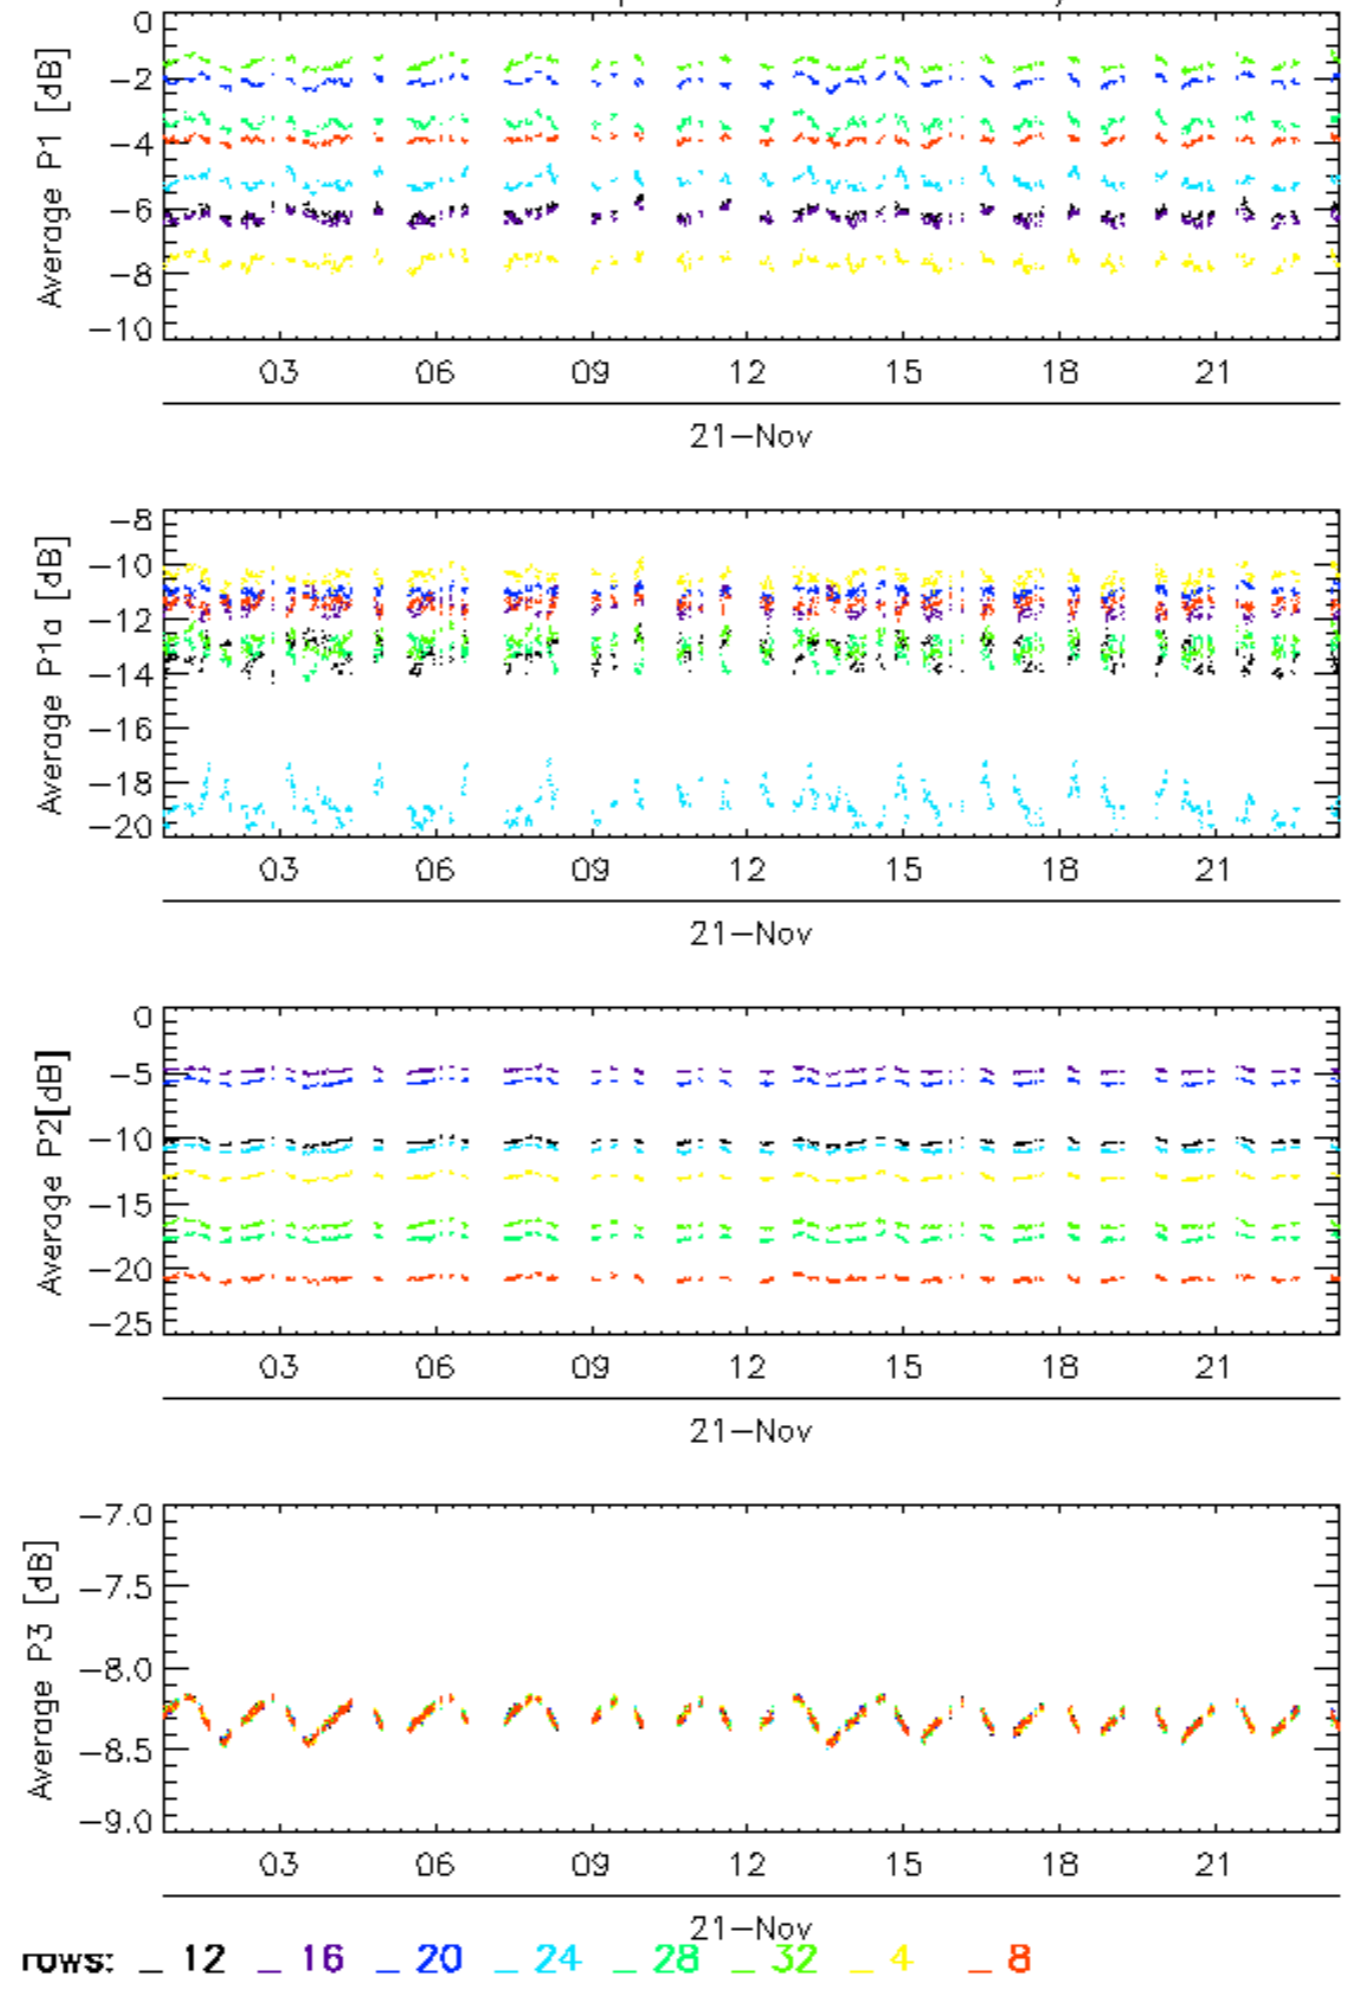 0
−2
−4
−6
−8
−10
Average P1 [dB]
03 06 09 12 15 18 21
21−Nov
−8
−10
−12
−14
−16
−18
−20
Average P1a [dB]
03 06 09 12 15 18 21
21−Nov
0
−5
−10
−15
−20
−25
Average P2[dB]
03 06 09 12 15 18 21
21−Nov
−7.0
−7.5
−8.0
−8.5
−9.0
Average P3 [dB]
03 06 09 12 15 18 21
21−Nov
rows: _ 12 _ 16 _ 20 _ 24 _ 28 _ 32 _ 4 _ 8